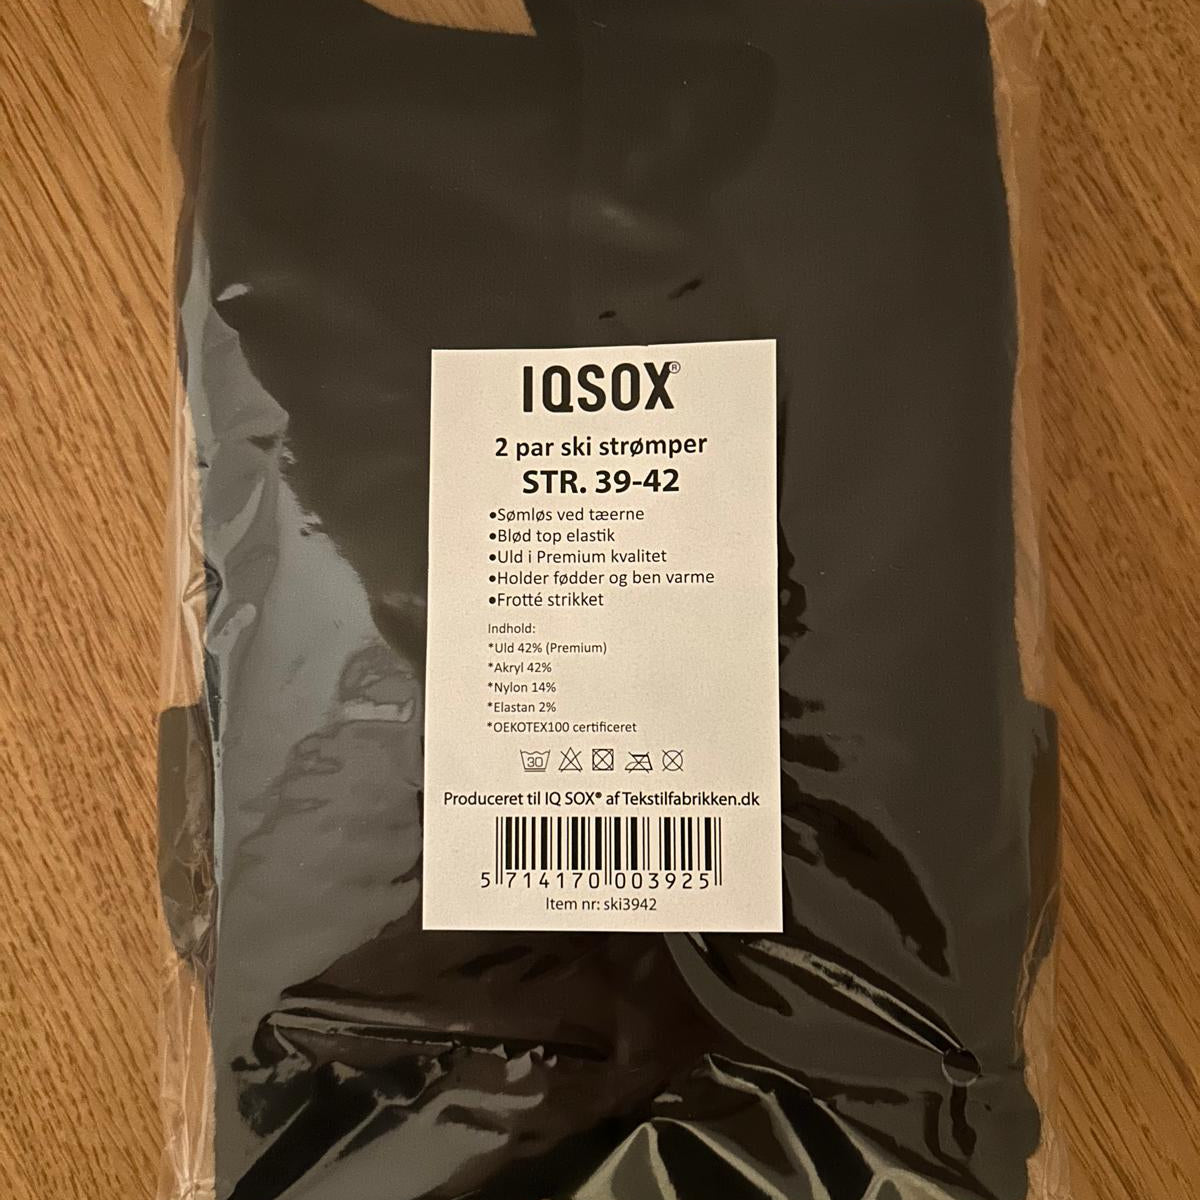 IQSOX®
2 par ski strømper
STR. 39-42
•Sømløs ved tæerne
•Blød top elastik
•Uld i Premium kvalitet
•Holder fødder og ben varme
•Frotté strikket
Indhold:
*Uld 42% (Premium)
*Akryl 42%
*Nylon 14%
*Elastan 2%
*OEKOTEX100 certificeret
30
Produceret til IQ SOX® af Tekstilfabrikken.dk
5 714170 003925
Item nr: ski3942